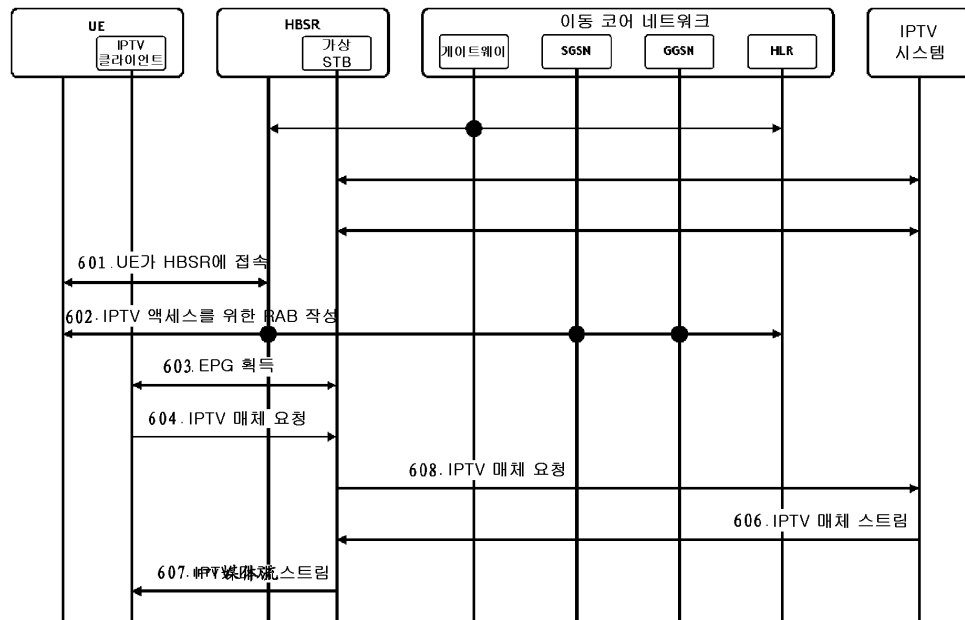 UE
IPTV
클라이언트
HBSR
가상
STB
이동 코어 네트워크
게이트웨이
SGSN
GGSN
HLR
IPTV
시스템
601.UE가 HBSR에 접속
602.IPTV 액세스를 위한 RAB 작성
603.EPG 획득
604.IPTV 매체 요청
608.IPTV 매체 요청
606.IPTV 매체 스트림
607. 스트림